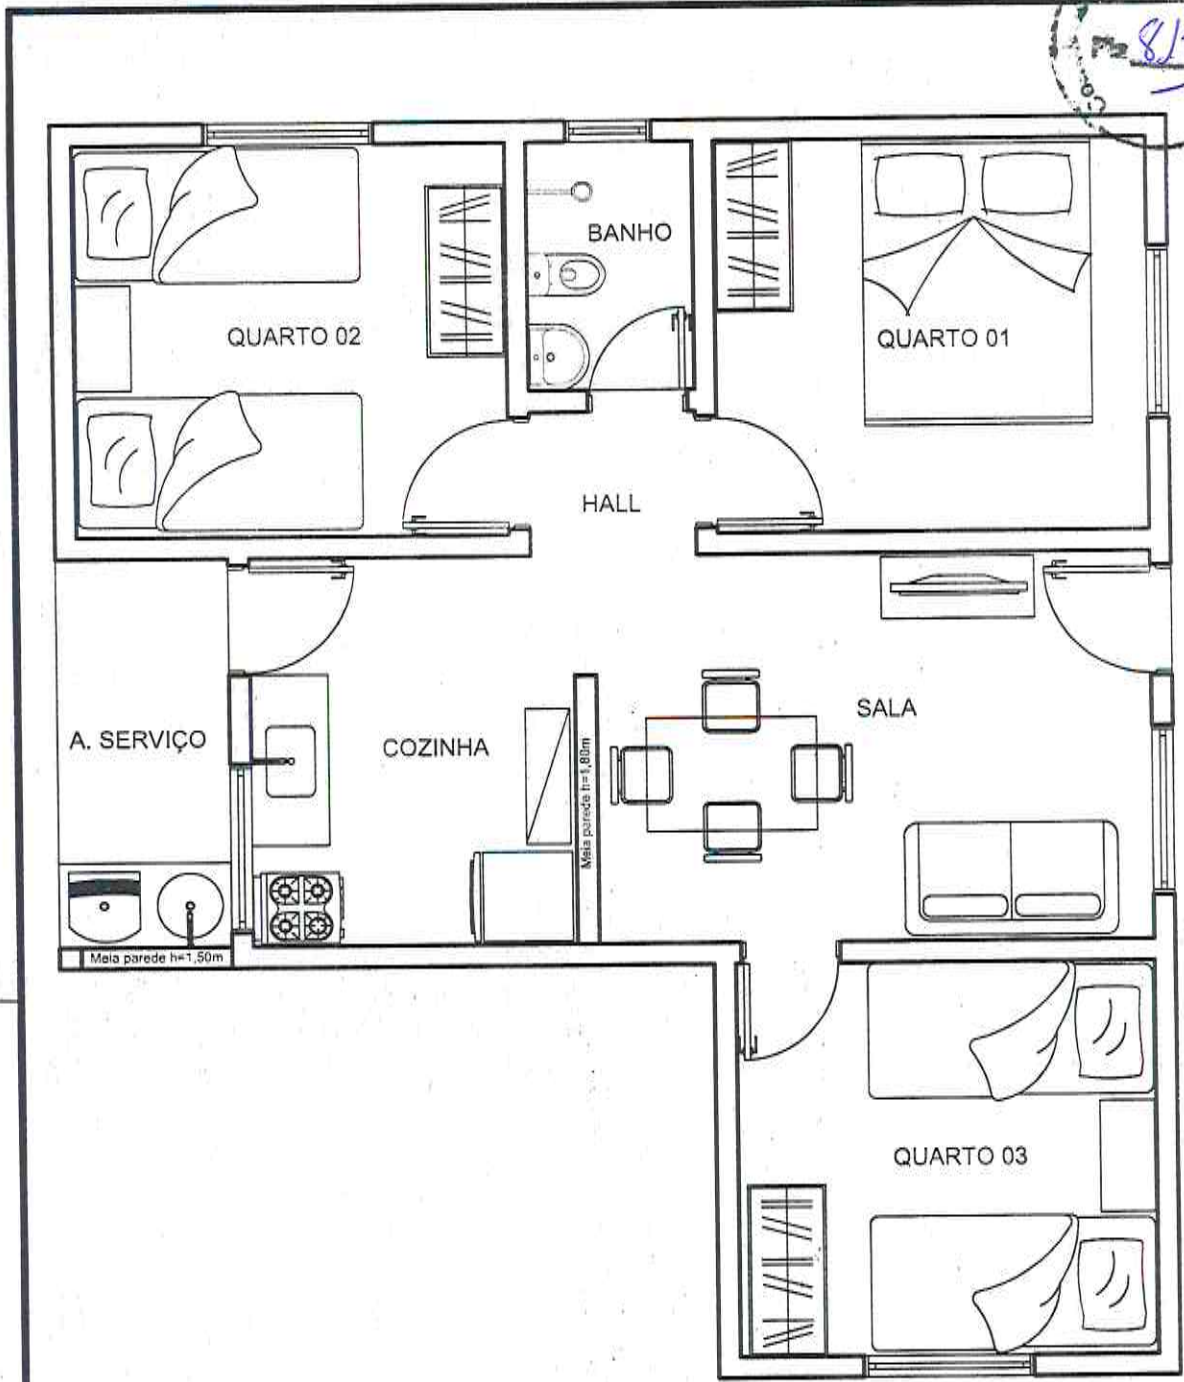 BANHO
QUARTO 02
QUARTO 01
HALL
SALA
A. SERVIÇO
COZINHA
Meia parede h=1,80m
Meia parede h=1,50m
QUARTO 03